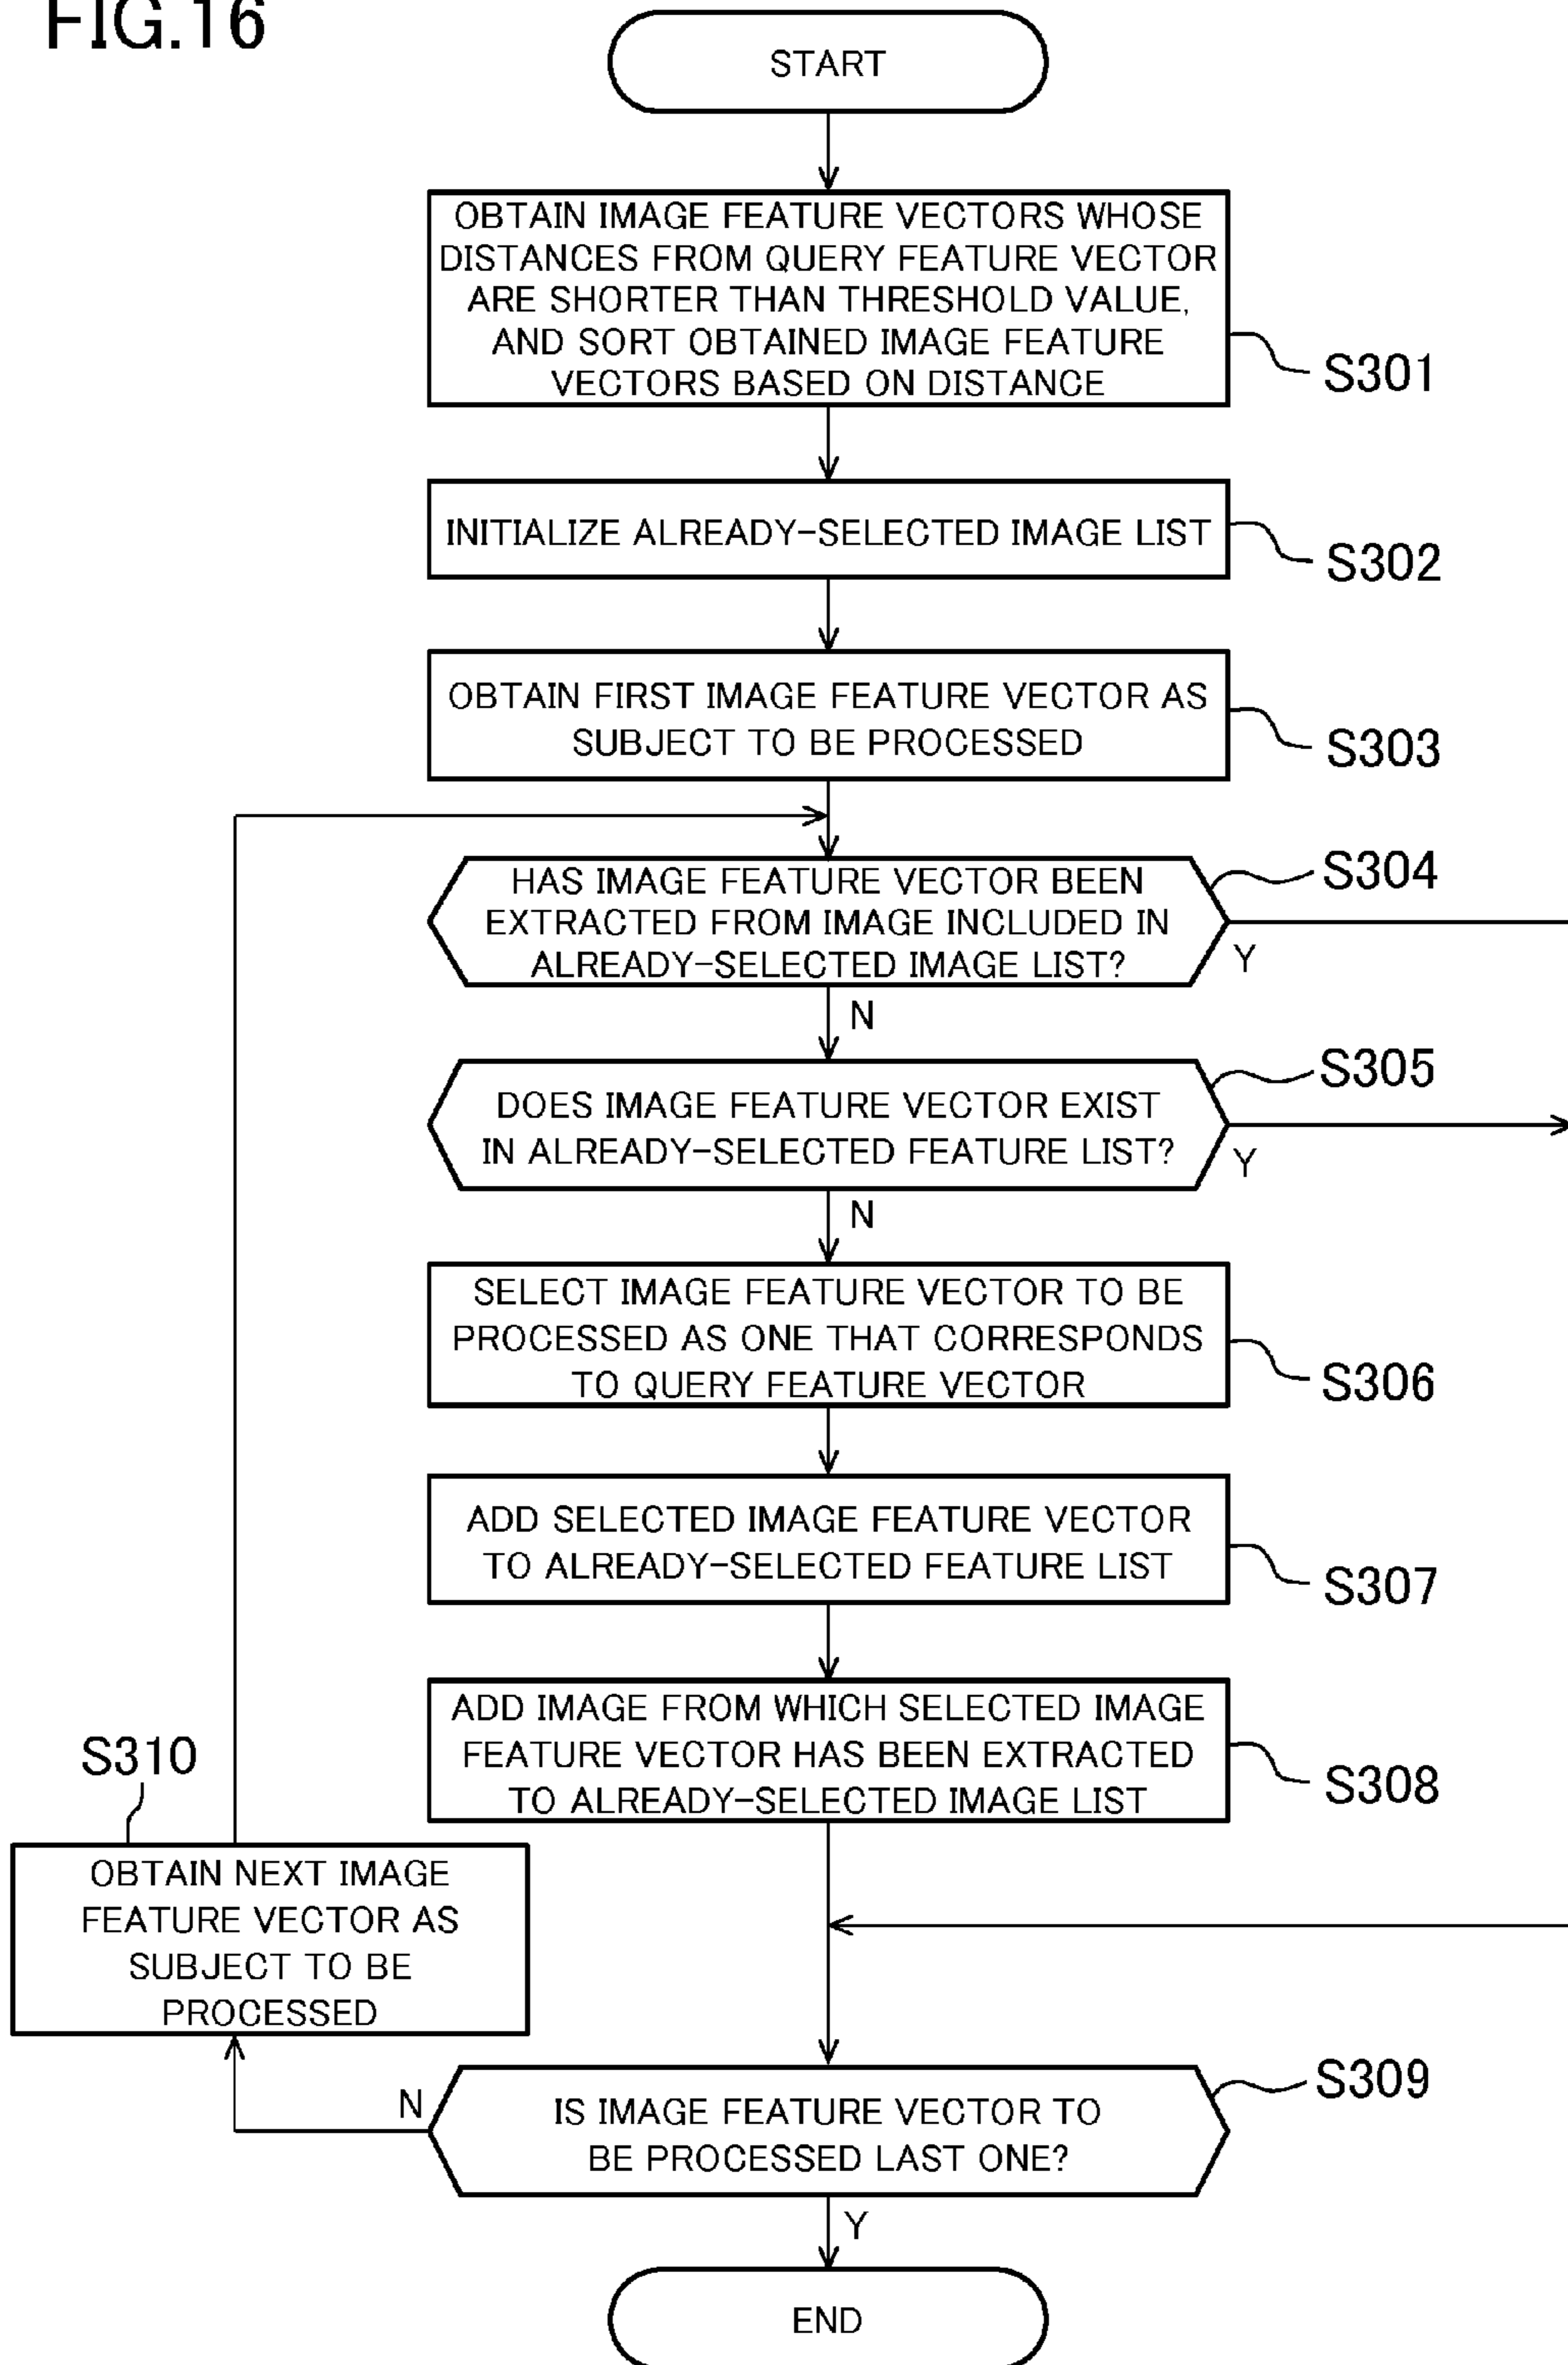 FIG.16
START
OBTAIN IMAGE FEATURE VECTORS WHOSE
DISTANCES FROM QUERY FEATURE VECTOR
ARE SHORTER THAN THRESHOLD VALUE,
AND SORT OBTAINED IMAGE FEATURE
VECTORS BASED ON DISTANCE
S301
INITIALIZE ALREADY-SELECTED IMAGE LIST
S302
OBTAIN FIRST IMAGE FEATURE VECTOR AS
SUBJECT TO BE PROCESSED
S303
HAS IMAGE FEATURE VECTOR BEEN
EXTRACTED FROM IMAGE INCLUDED IN
ALREADY-SELECTED IMAGE LIST?
S304
Y
N
DOES IMAGE FEATURE VECTOR EXIST
IN ALREADY-SELECTED FEATURE LIST?
S305
Y
N
SELECT IMAGE FEATURE VECTOR TO BE
PROCESSED AS ONE THAT CORRESPONDS
TO QUERY FEATURE VECTOR
S306
ADD SELECTED IMAGE FEATURE VECTOR
TO ALREADY-SELECTED FEATURE LIST
S307
ADD IMAGE FROM WHICH SELECTED IMAGE
FEATURE VECTOR HAS BEEN EXTRACTED
TO ALREADY-SELECTED IMAGE LIST
S308
S310
OBTAIN NEXT IMAGE
FEATURE VECTOR AS
SUBJECT TO BE
PROCESSED
N
IS IMAGE FEATURE VECTOR TO
BE PROCESSED LAST ONE?
S309
Y
END